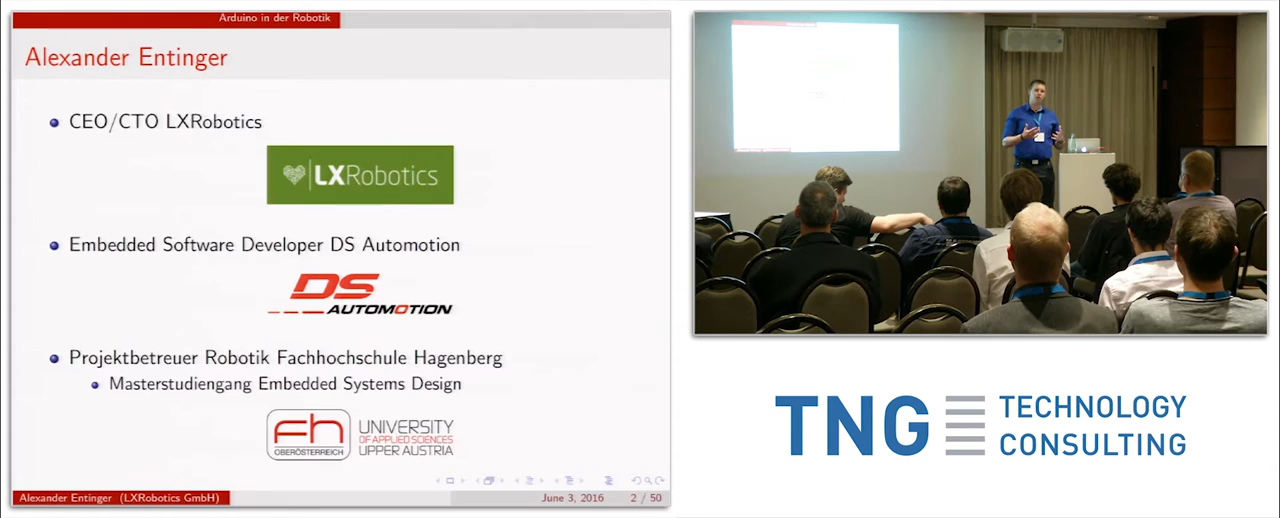 Arduino in der Robotik
Alexander Entinger
CEO/CTO LXRobotics
LXRobotics
Embedded Software Developer DS Automotion
DS
AUTOMOTION
Projektbetreuer Robotik Fachhochschule Hagenberg
Masterstudiengang Embedded Systems Design
fh
OBERÖSTERREICH
UNIVERSITY
OF APPLIED SCIENCES
UPPER AUSTRIA
Alexander Entinger (LXRobotics GmbH)
June 3, 2016
2 / 50
TNG
TECHNOLOGY
CONSULTING